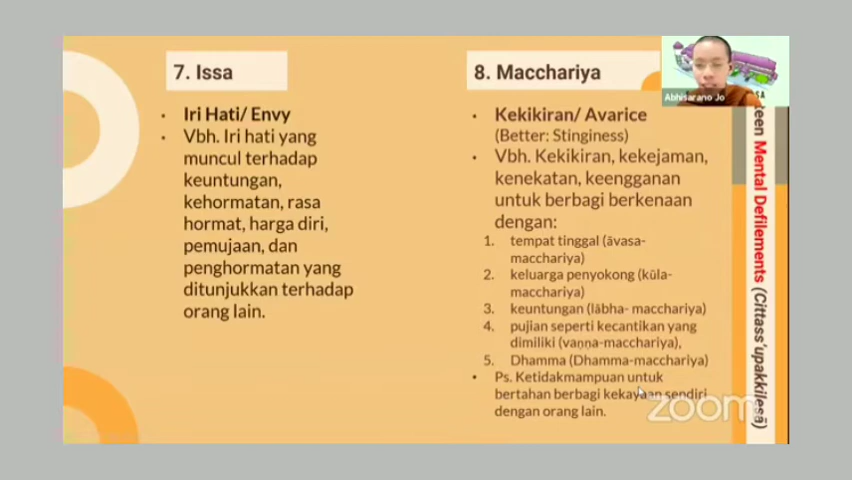 7. Issa
• Iri Hati/ Envy
• Vbh. Iri hati yang
muncul terhadap
keuntungan,
kehormatan, rasa
hormat, harga diri,
pemujaan, dan
penghormatan yang
ditunjukkan terhadap
orang lain.
8. Macchariya
• Kekikiran/ Avarice
(Better: Stinginess)
• Vbh. Kekikiran, kekejaman,
kenekatan, keengganan
untuk berbagi berkenaan
dengan:
1. tempat tinggal (āvasa-
macchariya)
2. keluarga penyokong (kūla-
macchariya)
3. keuntungan (lābha- macchariya)
4. pujian seperti kecantikan yang
dimiliki (vaṇṇa-macchariya),
5. Dhamma (Dhamma-macchariya)
• Ps. Ketidakmampuan untuk
bertahan berbagi kekayaan sendiri
dengan orang lain.
Abhisarano Jo
teen Mental Defilements (Cittass'upakkilesā)
zoom